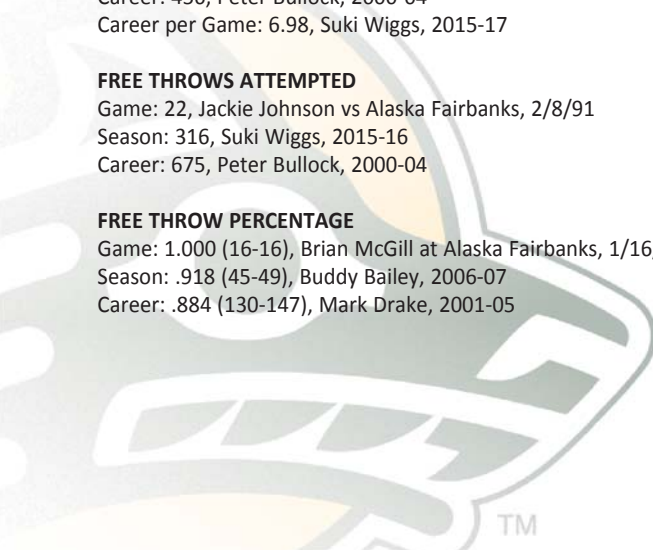 Career per Game: 6.98, Suki Wiggs, 2015-17
FREE THROWS ATTEMPTED
Game: 22, Jackie Johnson vs Alaska Fairbanks, 2/8/91
Season: 316, Suki Wiggs, 2015-16
Career: 675, Peter Bullock, 2000-04
FREE THROW PERCENTAGE
Game: 1.000 (16-16), Brian McGill at Alaska Fairbanks, 1/16,
Season: .918 (45-49), Buddy Bailey, 2006-07
Career: .884 (130-147), Mark Drake, 2001-05
TM